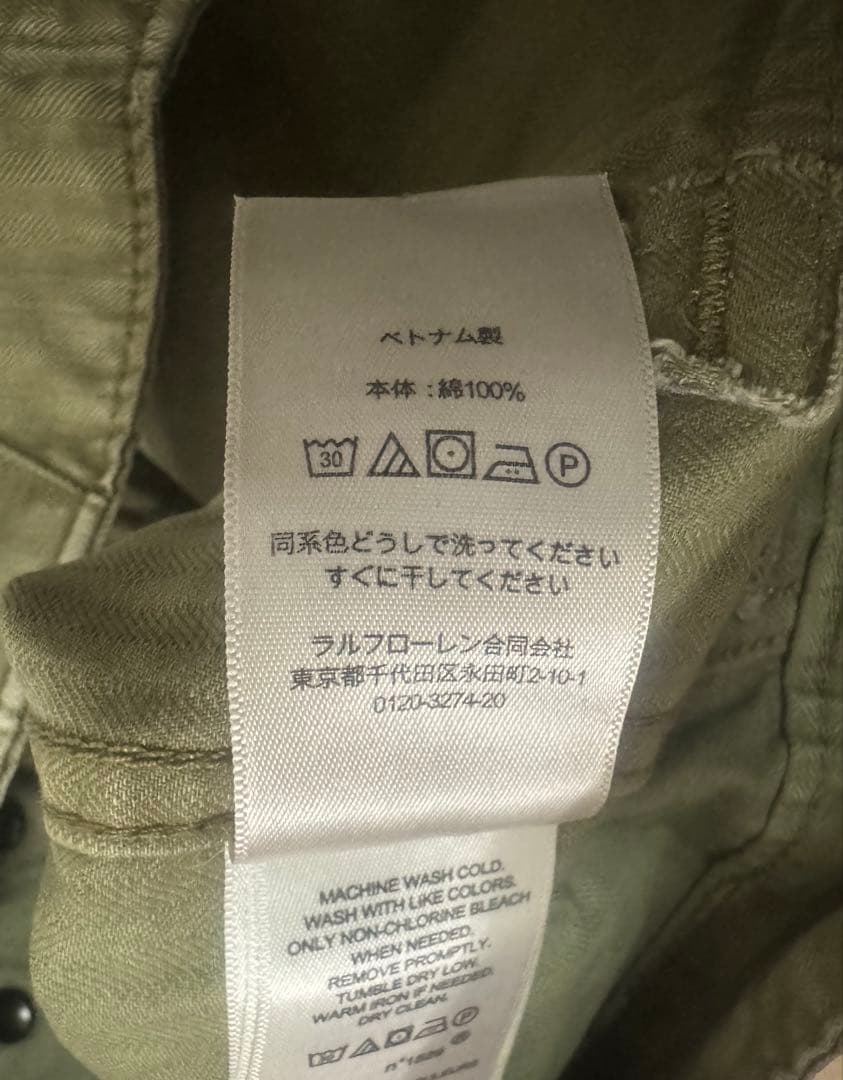 ベトナム製
本体:綿100%
30 P
同系色どうしで洗ってください
すぐに干してください
ラルフローレン合同会社
東京都千代田区永田町2-10-1
0120-3274-20
MACHINE WASH COLD.
WASH WITH LIKE COLORS.
ONLY NON-CHLORINE BLEACH
WHEN NEEDED.
REMOVE PROMPTLY.
TUMBLE DRY LOW.
WARM IRON IF NEEDED.
DRY CLEAN.
30 P